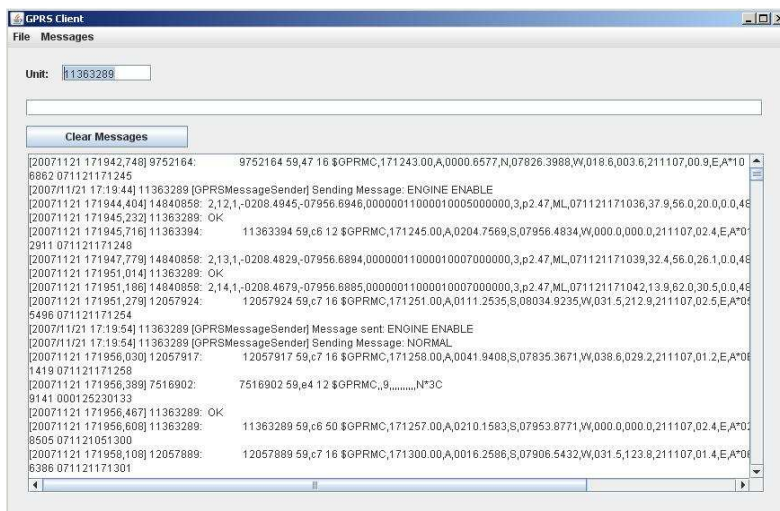 GPRS Client
File Messages
Unit: 11363289
Clear Messages
[20071121 171942,748] 9752164: 9752164 59,47 16 $GPRMC,171243.00,A,0000.6577,N,07826.3988,W,018.6,003.6,211107,00.9,E,A*10
6862 071121171245
[2007/11/21 17:19:44] 11363289 [GPRSMessageSender] Sending Message: ENGINE ENABLE
[20071121 171944,404] 14840858: 2,12,1,-0208.4945,-07956.6946,00000011000010005000000,3,p2.47,ML,071121171036,37.9,56.0,20.0,0.0,48
[20071121 171945,232] 11363289: OK
[20071121 171945,716] 11363394: 11363394 59,c6 12 $GPRMC,171245.00,A,0204.7569,S,07956.4834,W,000.0,000.0,211107,02.4,E,A*01
2911 071121171248
[20071121 171947,779] 14840858: 2,13,1,-0208.4829,-07956.6894,00000011000010007000000,3,p2.47,ML,071121171039,32.4,56.0,26.1,0.0,48
[20071121 171951,014] 11363289: OK
[20071121 171951,186] 14840858: 2,14,1,-0208.4679,-07956.6885,00000011000010007000000,3,p2.47,ML,071121171042,13.9,62.0,30.5,0.0,48
[20071121 171951,279] 12057924: 12057924 59,c7 16 $GPRMC,171251.00,A,0111.2535,S,08034.9235,W,031.5,212.9,211107,02.5,E,A*05
5496 071121171254
[2007/11/21 17:19:54] 11363289 [GPRSMessageSender] Message sent: ENGINE ENABLE
[2007/11/21 17:19:54] 11363289 [GPRSMessageSender] Sending Message: NORMAL
[20071121 171956,030] 12057917: 12057917 59,c7 16 $GPRMC,171258.00,A,0041.9408,S,07835.3671,W,038.6,029.2,211107,01.2,E,A*0E
1419 071121171258
[20071121 171956,389] 7516902: 7516902 59,e4 12 $GPRMC,,9,,,,,,,,,,N*3C
9141 000125230133
[20071121 171956,467] 11363289: OK
[20071121 171956,608] 11363289: 11363289 59,c6 50 $GPRMC,171257.00,A,0210.1583,S,07953.8771,W,000.0,000.0,211107,02.4,E,A*03
8505 071121051300
[20071121 171958,108] 12057889: 12057889 59,c7 16 $GPRMC,171300.00,A,0016.2586,S,07906.5432,W,031.5,123.8,211107,01.4,E,A*06
6386 071121171301